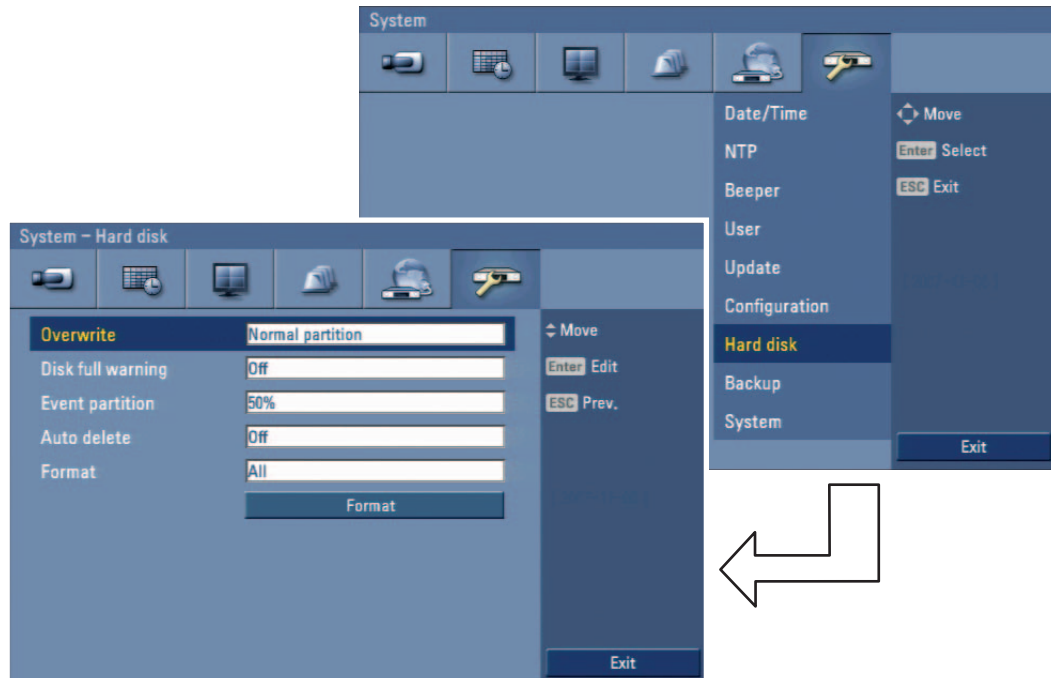 System
Date/Time
Move
NTP
Enter Select
Beeper
ESC Exit
User
Update
Configuration
Hard disk
Backup
System
Exit
System – Hard disk
Overwrite Normal partition
Move
Disk full warning Off
Enter Edit
Event partition 50%
ESC Prev.
Auto delete Off
Format All
Format
Exit